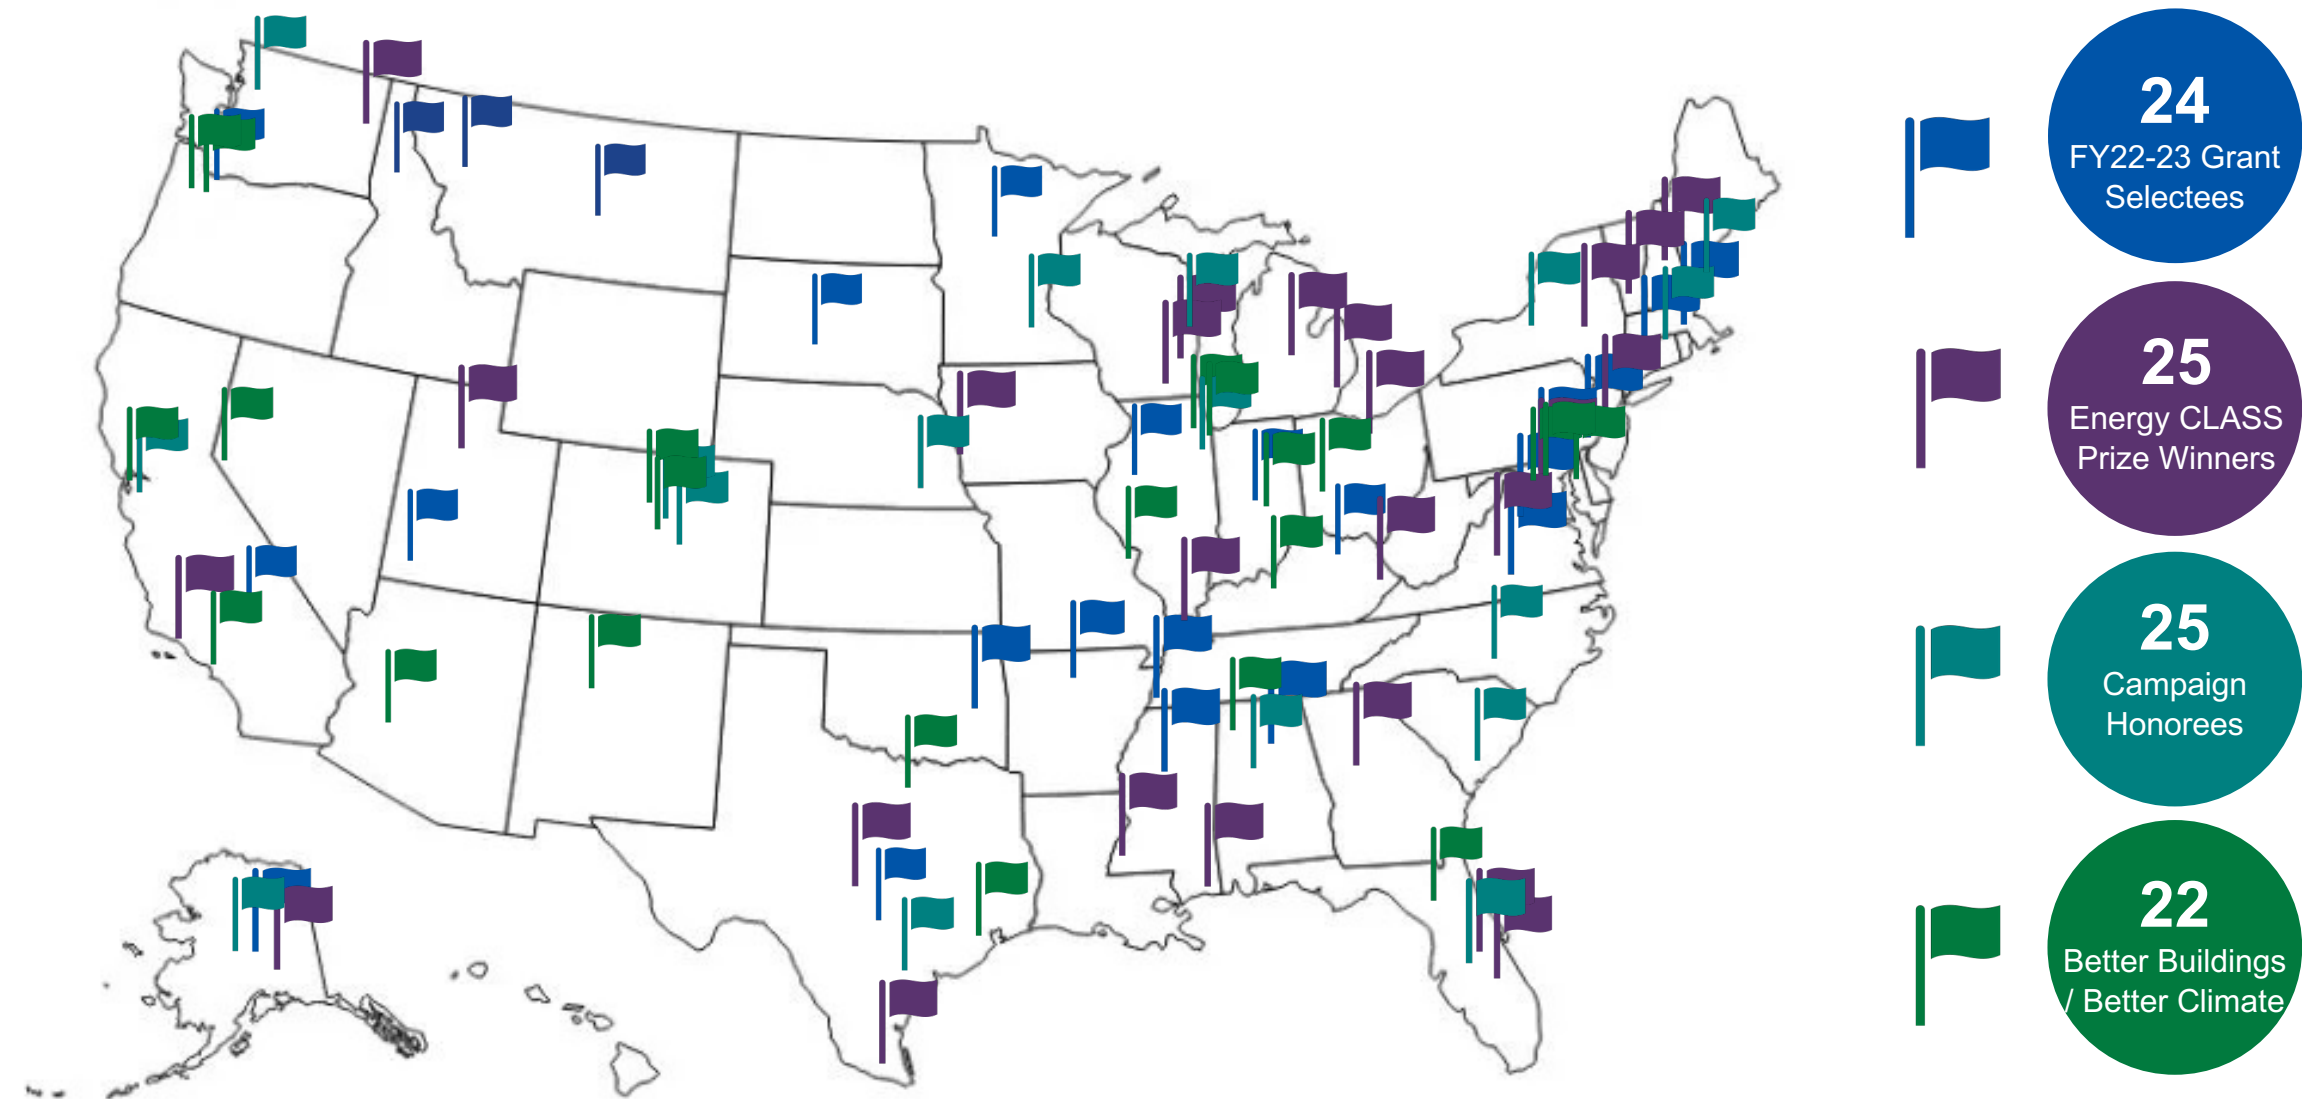 24
FY22-23 Grant
Selectees
25
Energy CLASS
Prize Winners
25
Campaign
Honorees
22
Better Buildings
/ Better Climate